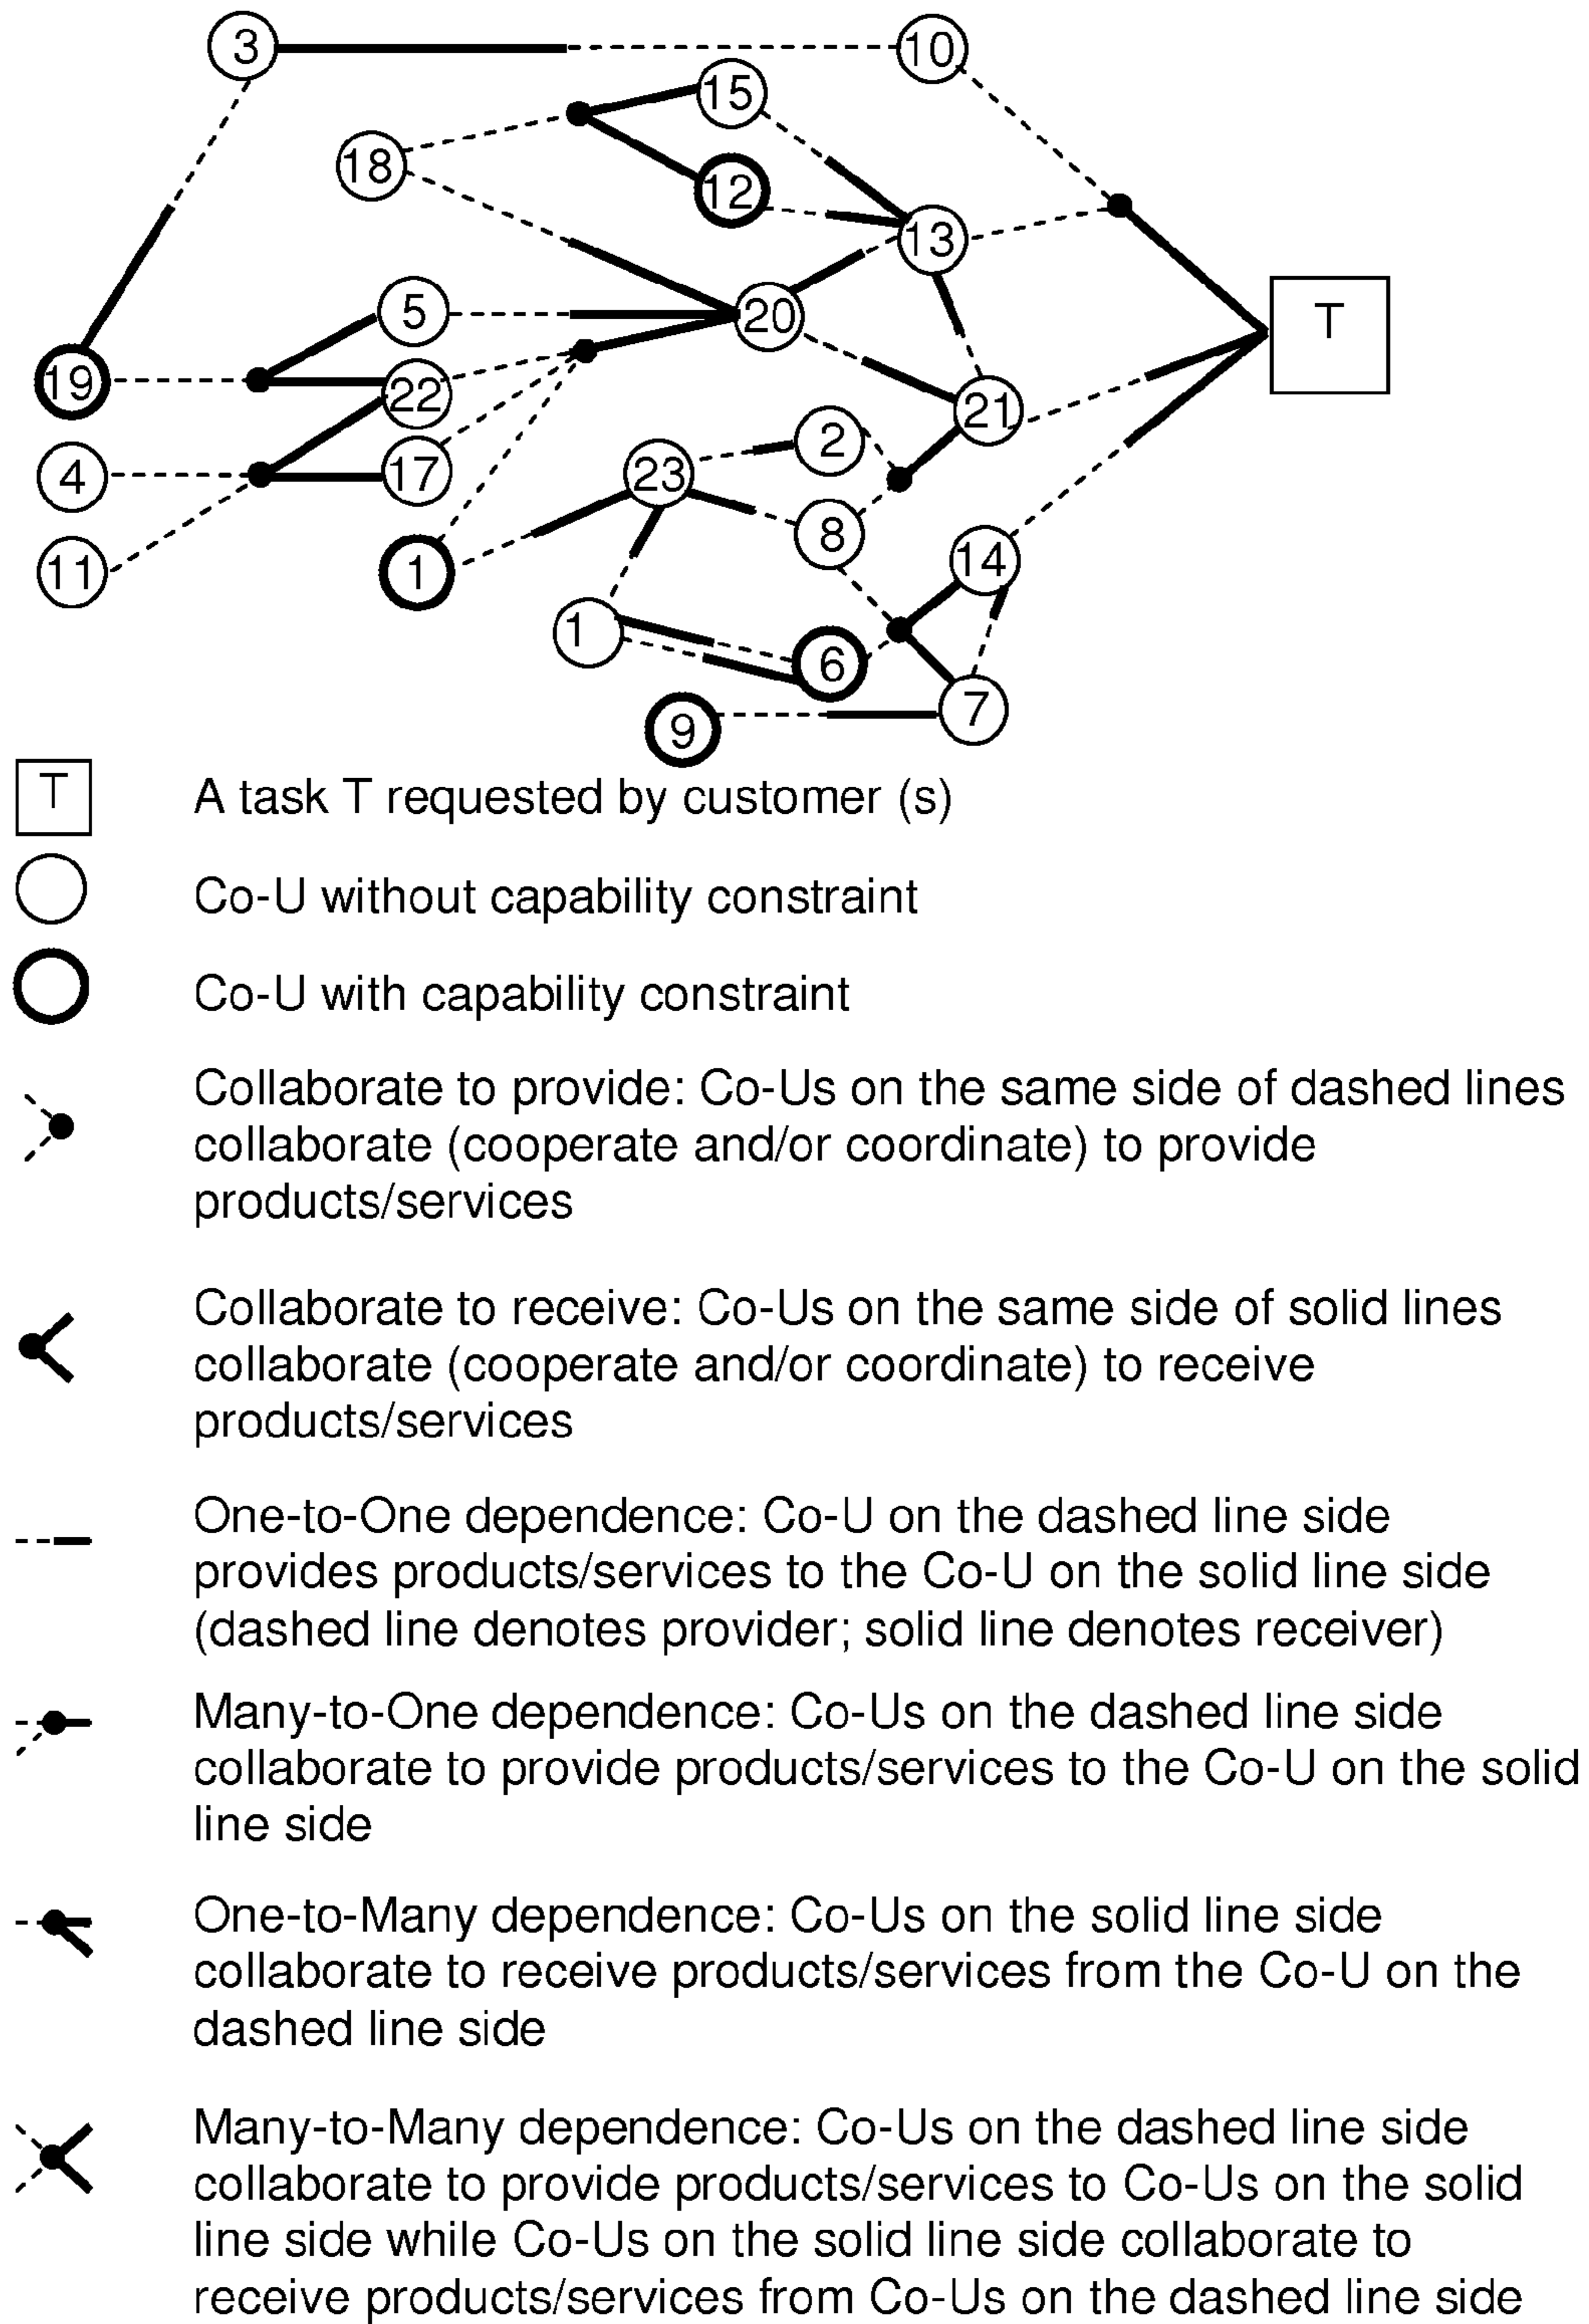 3
10
15
18
12
13
T
5
20
19
22
21
2
4
17
23
8
11
1
14
1
6
7
9
T
A task T requested by customer (s)
Co-U without capability constraint
Co-U with capability constraint
Collaborate to provide: Co-Us on the same side of dashed lines
collaborate (cooperate and/or coordinate) to provide
products/services
Collaborate to receive: Co-Us on the same side of solid lines
collaborate (cooperate and/or coordinate) to receive
products/services
One-to-One dependence: Co-U on the dashed line side
provides products/services to the Co-U on the solid line side
(dashed line denotes provider; solid line denotes receiver)
Many-to-One dependence: Co-Us on the dashed line side
collaborate to provide products/services to the Co-U on the solid
line side
One-to-Many dependence: Co-Us on the solid line side
collaborate to receive products/services from the Co-U on the
dashed line side
Many-to-Many dependence: Co-Us on the dashed line side
collaborate to provide products/services to Co-Us on the solid
line side while Co-Us on the solid line side collaborate to
receive products/services from Co-Us on the dashed line side